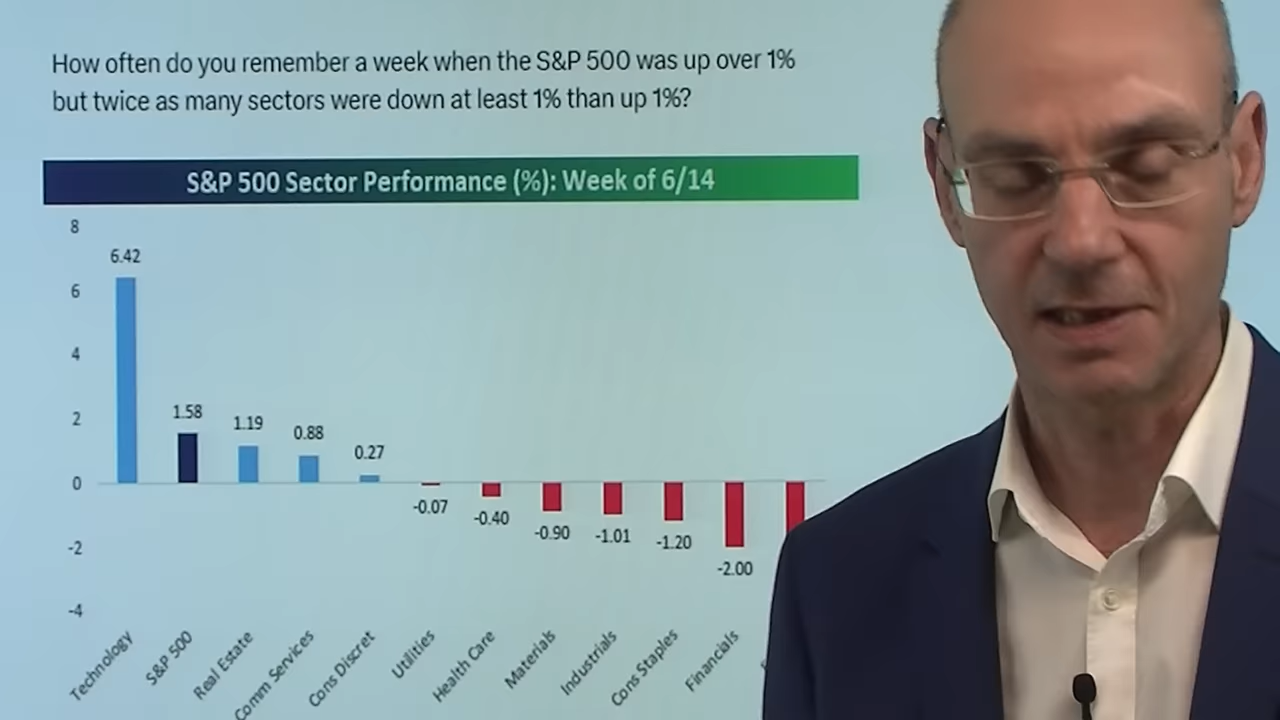 How often do you remember a week when the S&P 500 was up over 1%
but twice as many sectors were down at least 1% than up 1%?
S&P 500 Sector Performance (%): Week of 6/14
8
6.42
6
4
2
1.58
1.19
0.88
0.27
0
-0.07
-0.40
-0.90
-1.01
-1.20
-2.00
-2
-4
Technology
S&P 500
Real Estate
Comm Services
Cons Discret
Utilities
Health Care
Materials
Industrials
Cons Staples
Financials